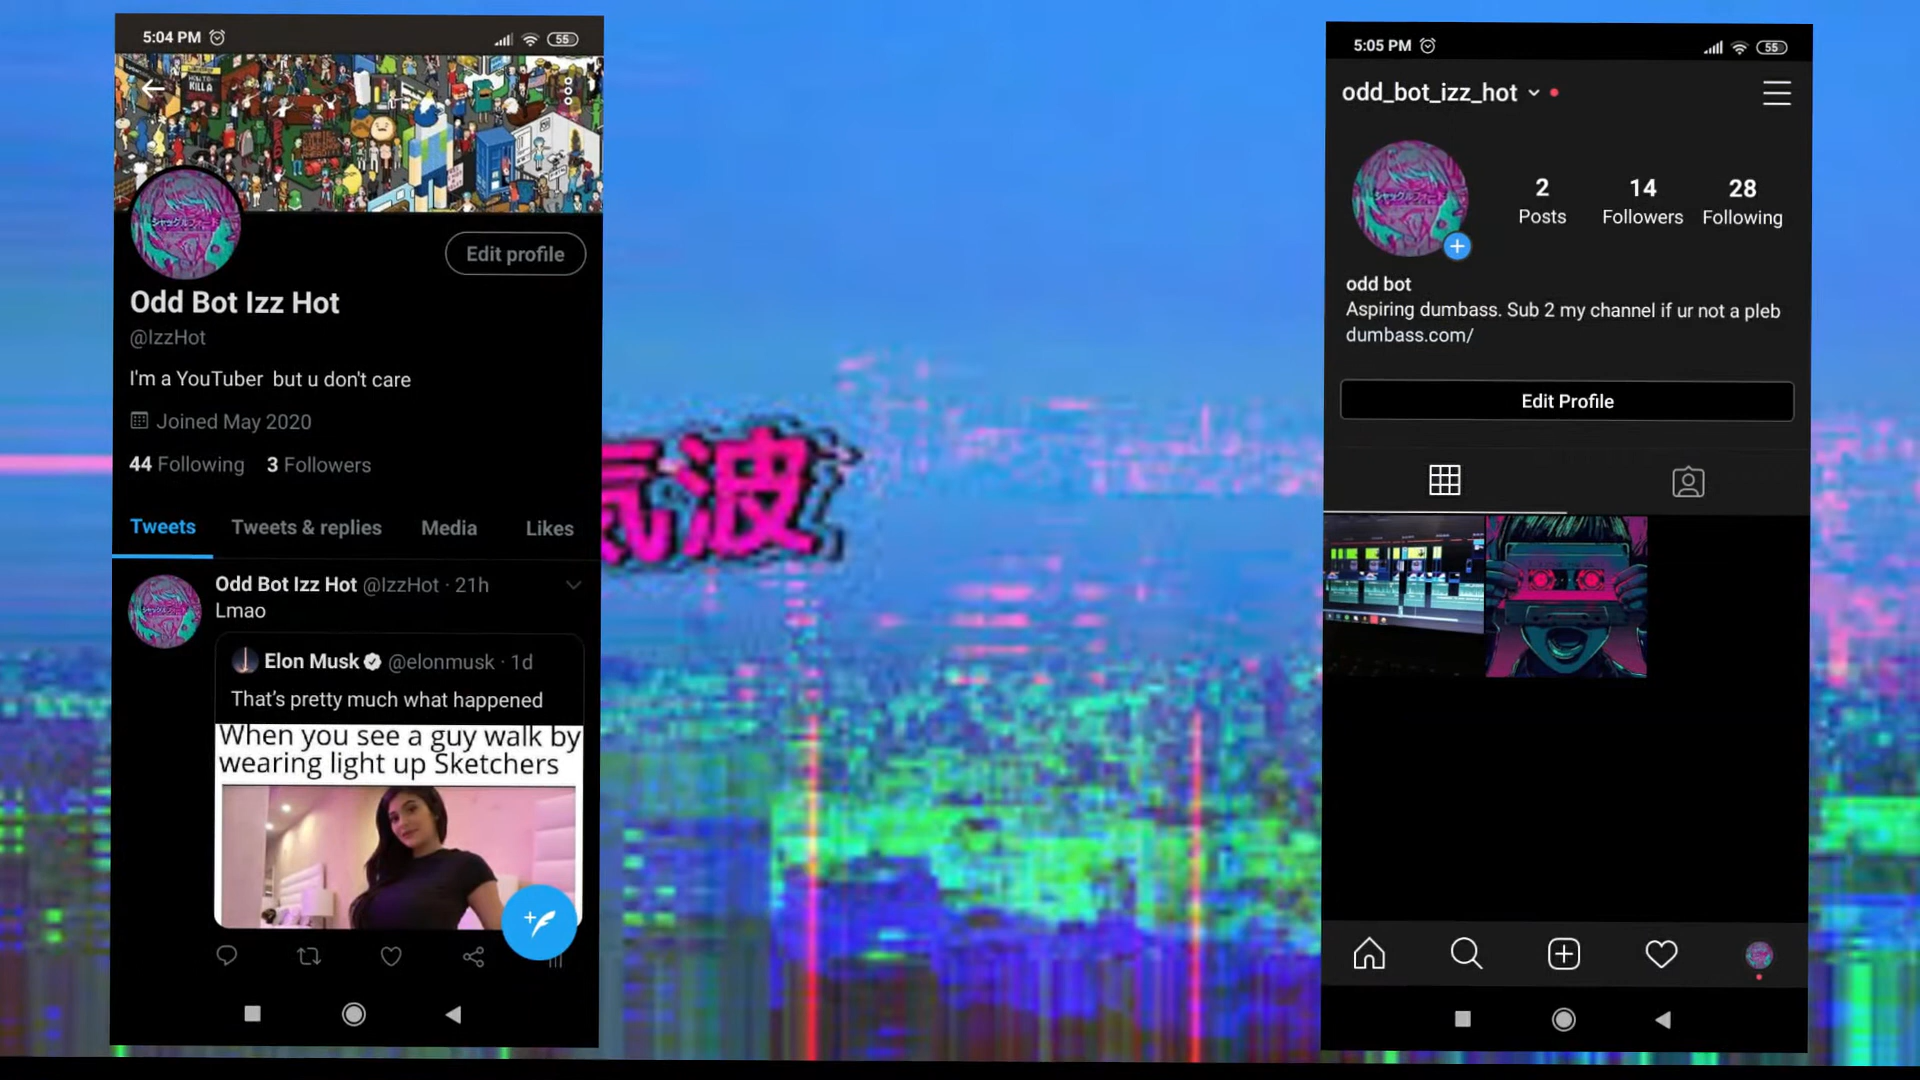 5:04 PM
55
Edit profile
Odd Bot Izz Hot
@IzzHot
I'm a YouTuber but u don't care
Joined May 2020
44 Following 3 Followers
Tweets Tweets & replies Media Likes
Odd Bot Izz Hot @IzzHot · 21h
Lmao
Elon Musk @elonmusk · 1d
That's pretty much what happened
When you see a guy walk by
wearing light up Sketchers
気波
5:05 PM
55
odd_bot_izz_hot
2 14 28
Posts Followers Following
odd bot
Aspiring dumbass. Sub 2 my channel if ur not a pleb
dumbass.com/
Edit Profile